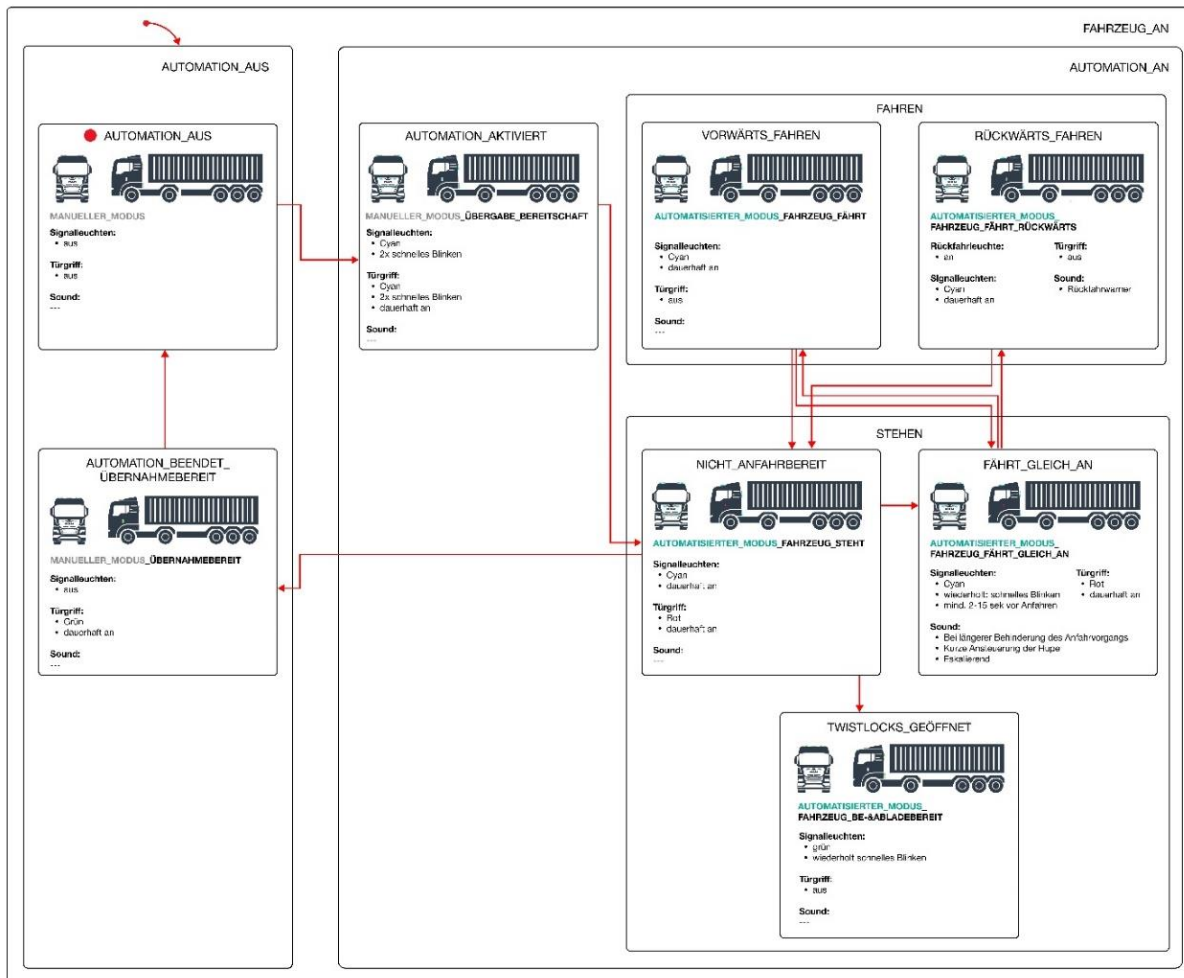 FAHRZEUG_AN
AUTOMATION_AUS
AUTOMATION_AUS
MANUELLER_MODUS
Signalleuchten:
• aus
Türgriff:
• aus
Sound:
---
AUTOMATION_BEENDET_
ÜBERNAHMEBEREIT
MANUELLER_MODUS_ÜBERNAHMEBEREIT
Signalleuchten:
• aus
Türgriff:
• Grün
• dauerhaft an
Sound:
---
AUTOMATION_AN
AUTOMATION_AKTIVIERT
MANUELLER_MODUS_ÜBERGABE_BEREITSCHAFT
Signalleuchten:
• Cyan
• 2x schnelles Blinken
Türgriff:
• Cyan
• 2x schnelles Blinken
• dauerhaft an
Sound:
---
FAHREN
VORWÄRTS_FAHREN
AUTOMATISIERTER_MODUS_FAHRZEUG_FÄHRT
Signalleuchten:
• Cyan
• dauerhaft an
Türgriff:
• aus
Sound:
---
RÜCKWÄRTS_FAHREN
AUTOMATISIERTER_MODUS_
FAHRZEUG_FÄHRT_RÜCKWÄRTS
Rückfahrleuchte:
• an
Signalleuchten:
• Cyan
• dauerhaft an
Türgriff:
• aus
Sound:
• Rückfahrwarner
STEHEN
NICHT_ANFAHRBEREIT
AUTOMATISIERTER_MODUS_FAHRZEUG_STEHT
Signalleuchten:
• Cyan
• dauerhaft an
Türgriff:
• Rot
• dauerhaft an
Sound:
---
FÄHRT_GLEICH_AN
AUTOMATISIERTER_MODUS_
FAHRZEUG_FÄHRT_GLEICH_AN
Signalleuchten:
• Cyan
• wiederholt schnelles Blinken
• mind. 2-15 sek vor Anfahren
Türgriff:
• Rot
• dauerhaft an
Sound:
• Bei längerer Behinderung des Anfahrvorgangs
• Kurze Ansteuerung der Hupe
• Eskalierend
TWISTLOCKS_GEÖFFNET
AUTOMATISIERTER_MODUS_
FAHRZEUG_BE-&ABLADEBEREIT
Signalleuchten:
• grün
• wiederholt schnelles Blinken
Türgriff:
• aus
Sound:
---